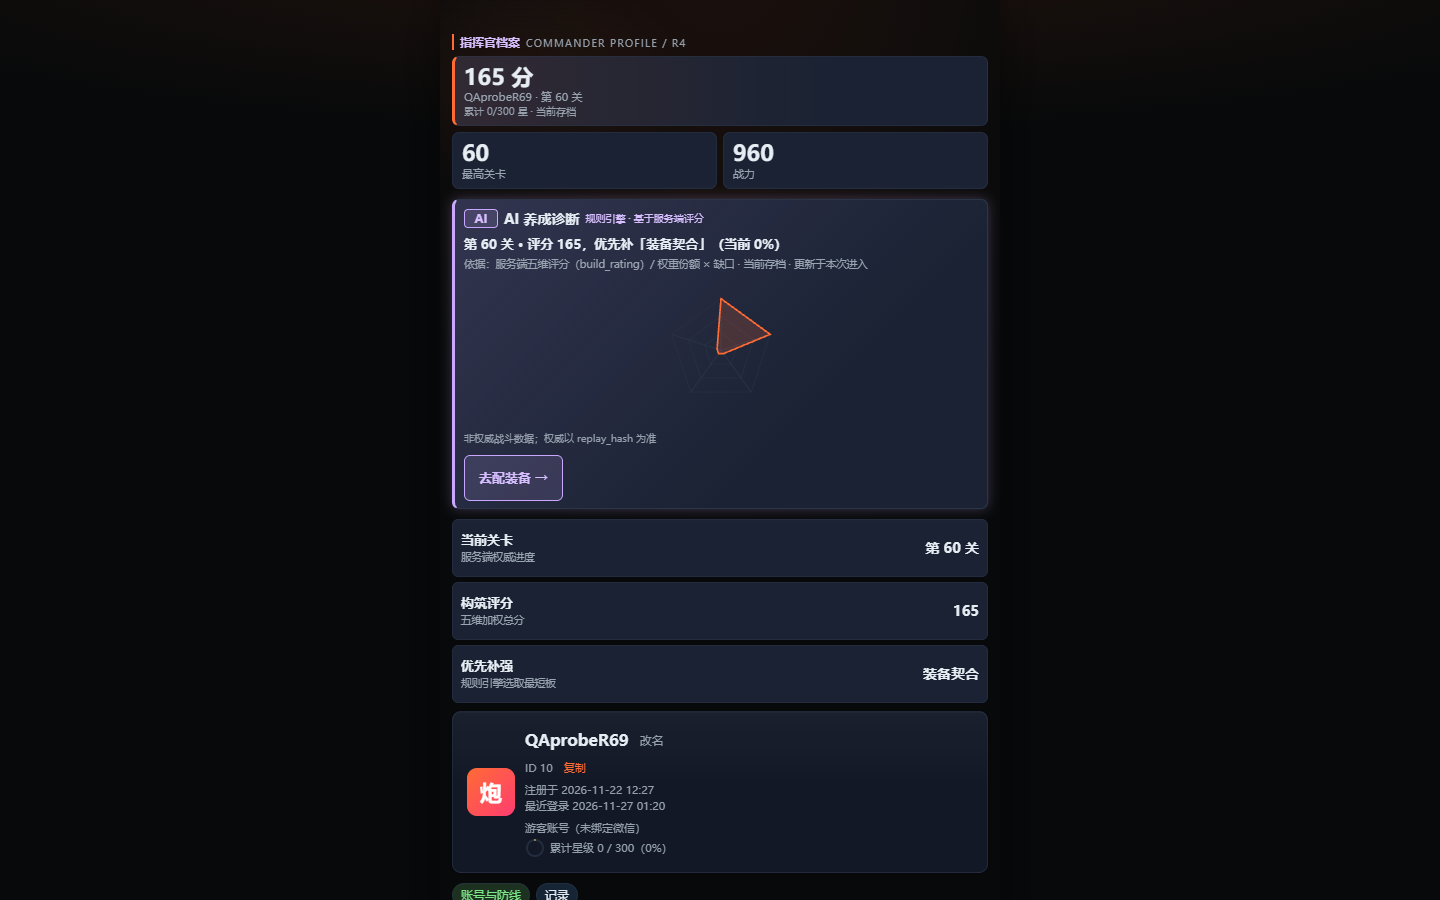 指挥官档案 COMMANDER PROFILE / R4
165 分
QAprobeR69 · 第 60 关
累计 0/300 星 · 当前存档
60
最高关卡
960
战力
AI AI 养成诊断 规则引擎 · 基于服务端评分
第 60 关 • 评分 165，优先补「装备契合」（当前 0%）
依据：服务端五维评分（build_rating）/ 权重份额 × 缺口 · 当前存档 · 更新于本次进入
非权威战斗数据；权威以 replay_hash 为准
去配装备 →
当前关卡
服务端权威进度
第 60 关
构筑评分
五维加权总分
165
优先补强
规则引擎选取最短板
装备契合
炮
QAprobeR69 改名
ID 10 复制
注册于 2026-11-22 12:27
最近登录 2026-11-27 01:20
游客账号（未绑定微信）
累计星级 0 / 300（0%）
账号与防线 记录